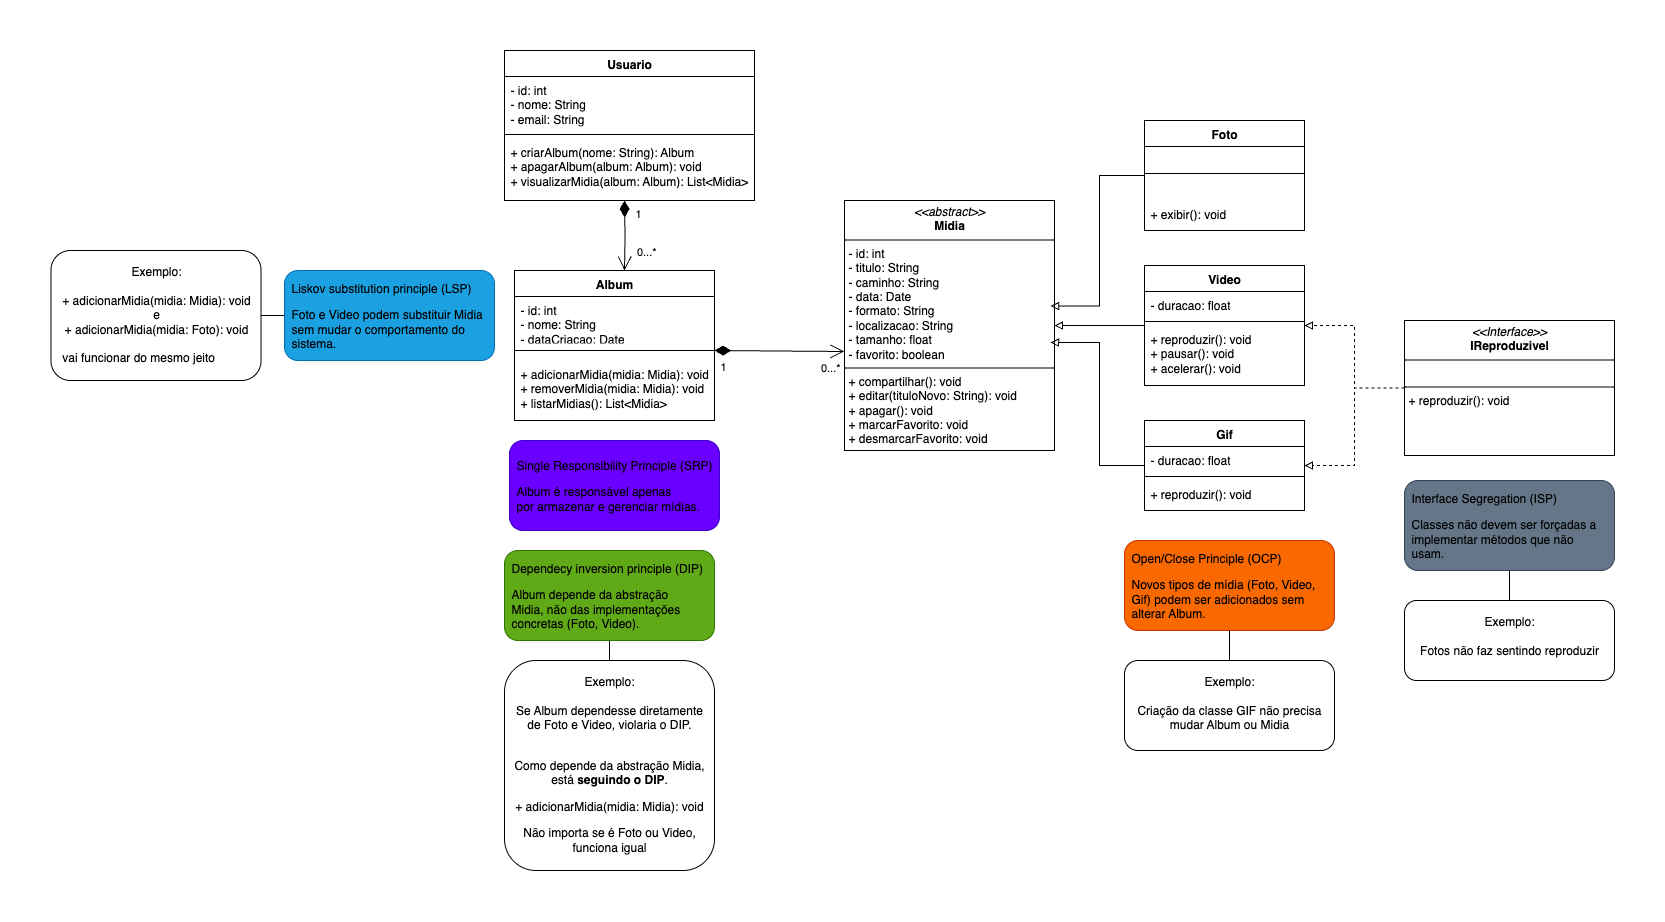 Usuario
- id: int
- nome: String
- email: String
+ criarAlbum(nome: String): Album
+ apagarAlbum(album: Album): void
+ visualizarMidia(album: Album): List<Midia>
1
0...*
Exemplo:
+ adicionarMidia(midia: Midia): void
e
+ adicionarMidia(midia: Foto): void
vai funcionar do mesmo jeito
Liskov substitution principle (LSP)
Foto e Video podem substituir Midia
sem mudar o comportamento do
sistema.
Album
- id: int
- nome: String
- dataCriacao: Date
+ adicionarMidia(midia: Midia): void
+ removerMidia(midia: Midia): void
+ listarMidias(): List<Midia>
1
0...*
Single Responsibility Principle (SRP)
Album é responsável apenas
por armazenar e gerenciar mídias.
Dependecy inversion principle (DIP)
Album depende da abstração
Midia, não das implementações
concretas (Foto, Video).
Exemplo:
Se Album dependesse diretamente
de Foto e Video, violaria o DIP.
Como depende da abstração Midia,
está seguindo o DIP.
+ adicionarMidia(midia: Midia): void
Não importa se é Foto ou Video,
funciona igual
<<abstract>>
Midia
- id: int
- titulo: String
- caminho: String
- data: Date
- formato: String
- localizacao: String
- tamanho: float
- favorito: boolean
+ compartilhar(): void
+ editar(tituloNovo: String): void
+ apagar(): void
+ marcarFavorito: void
+ desmarcarFavorito: void
Foto
+ exibir(): void
Video
- duracao: float
+ reproduzir(): void
+ pausar(): void
+ acelerar(): void
Gif
- duracao: float
+ reproduzir(): void
Open/Close Principle (OCP)
Novos tipos de mídia (Foto, Video,
Gif) podem ser adicionados sem
alterar Album.
Exemplo:
Criação da classe GIF não precisa
mudar Album ou Midia
<<Interface>>
IReproduzivel
+ reproduzir(): void
Interface Segregation (ISP)
Classes não devem ser forçadas a
implementar métodos que não
usam.
Exemplo:
Fotos não faz sentindo reproduzir